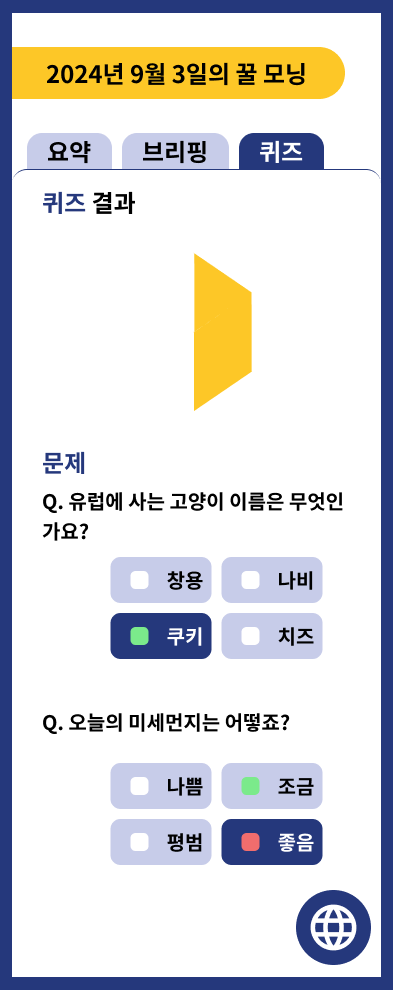 2024년 9월 3일의 꿀 모닝
요약 브리핑 퀴즈
퀴즈 결과
문제
Q. 유럽에 사는 고양이 이름은 무엇인
가요?
창용 나비
쿠키 치즈
Q. 오늘의 미세먼지는 어떻죠?
나쁨 조금
평범 좋음